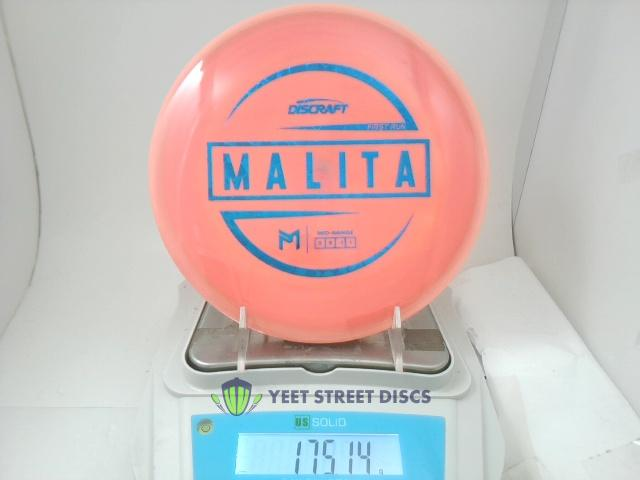 DISCRAFT
FIRST RUN
MALITA
M
MID-RANGE
YEET STREET DISCS
US SOLID
175.14 g